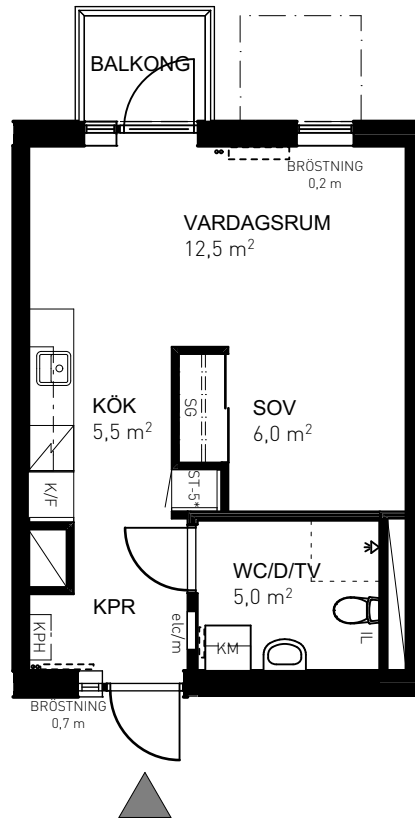 BALKONG
BRÖSTNING
0,2 m
VARDAGSRUM
12,5 m²
KÖK
5,5 m²
SG
SOV
6,0 m²
K/F
ST-5*
WC/D/TV
5,0 m²
KPR
elc/m
KPH
KM
IL
BRÖSTNING
0,7 m